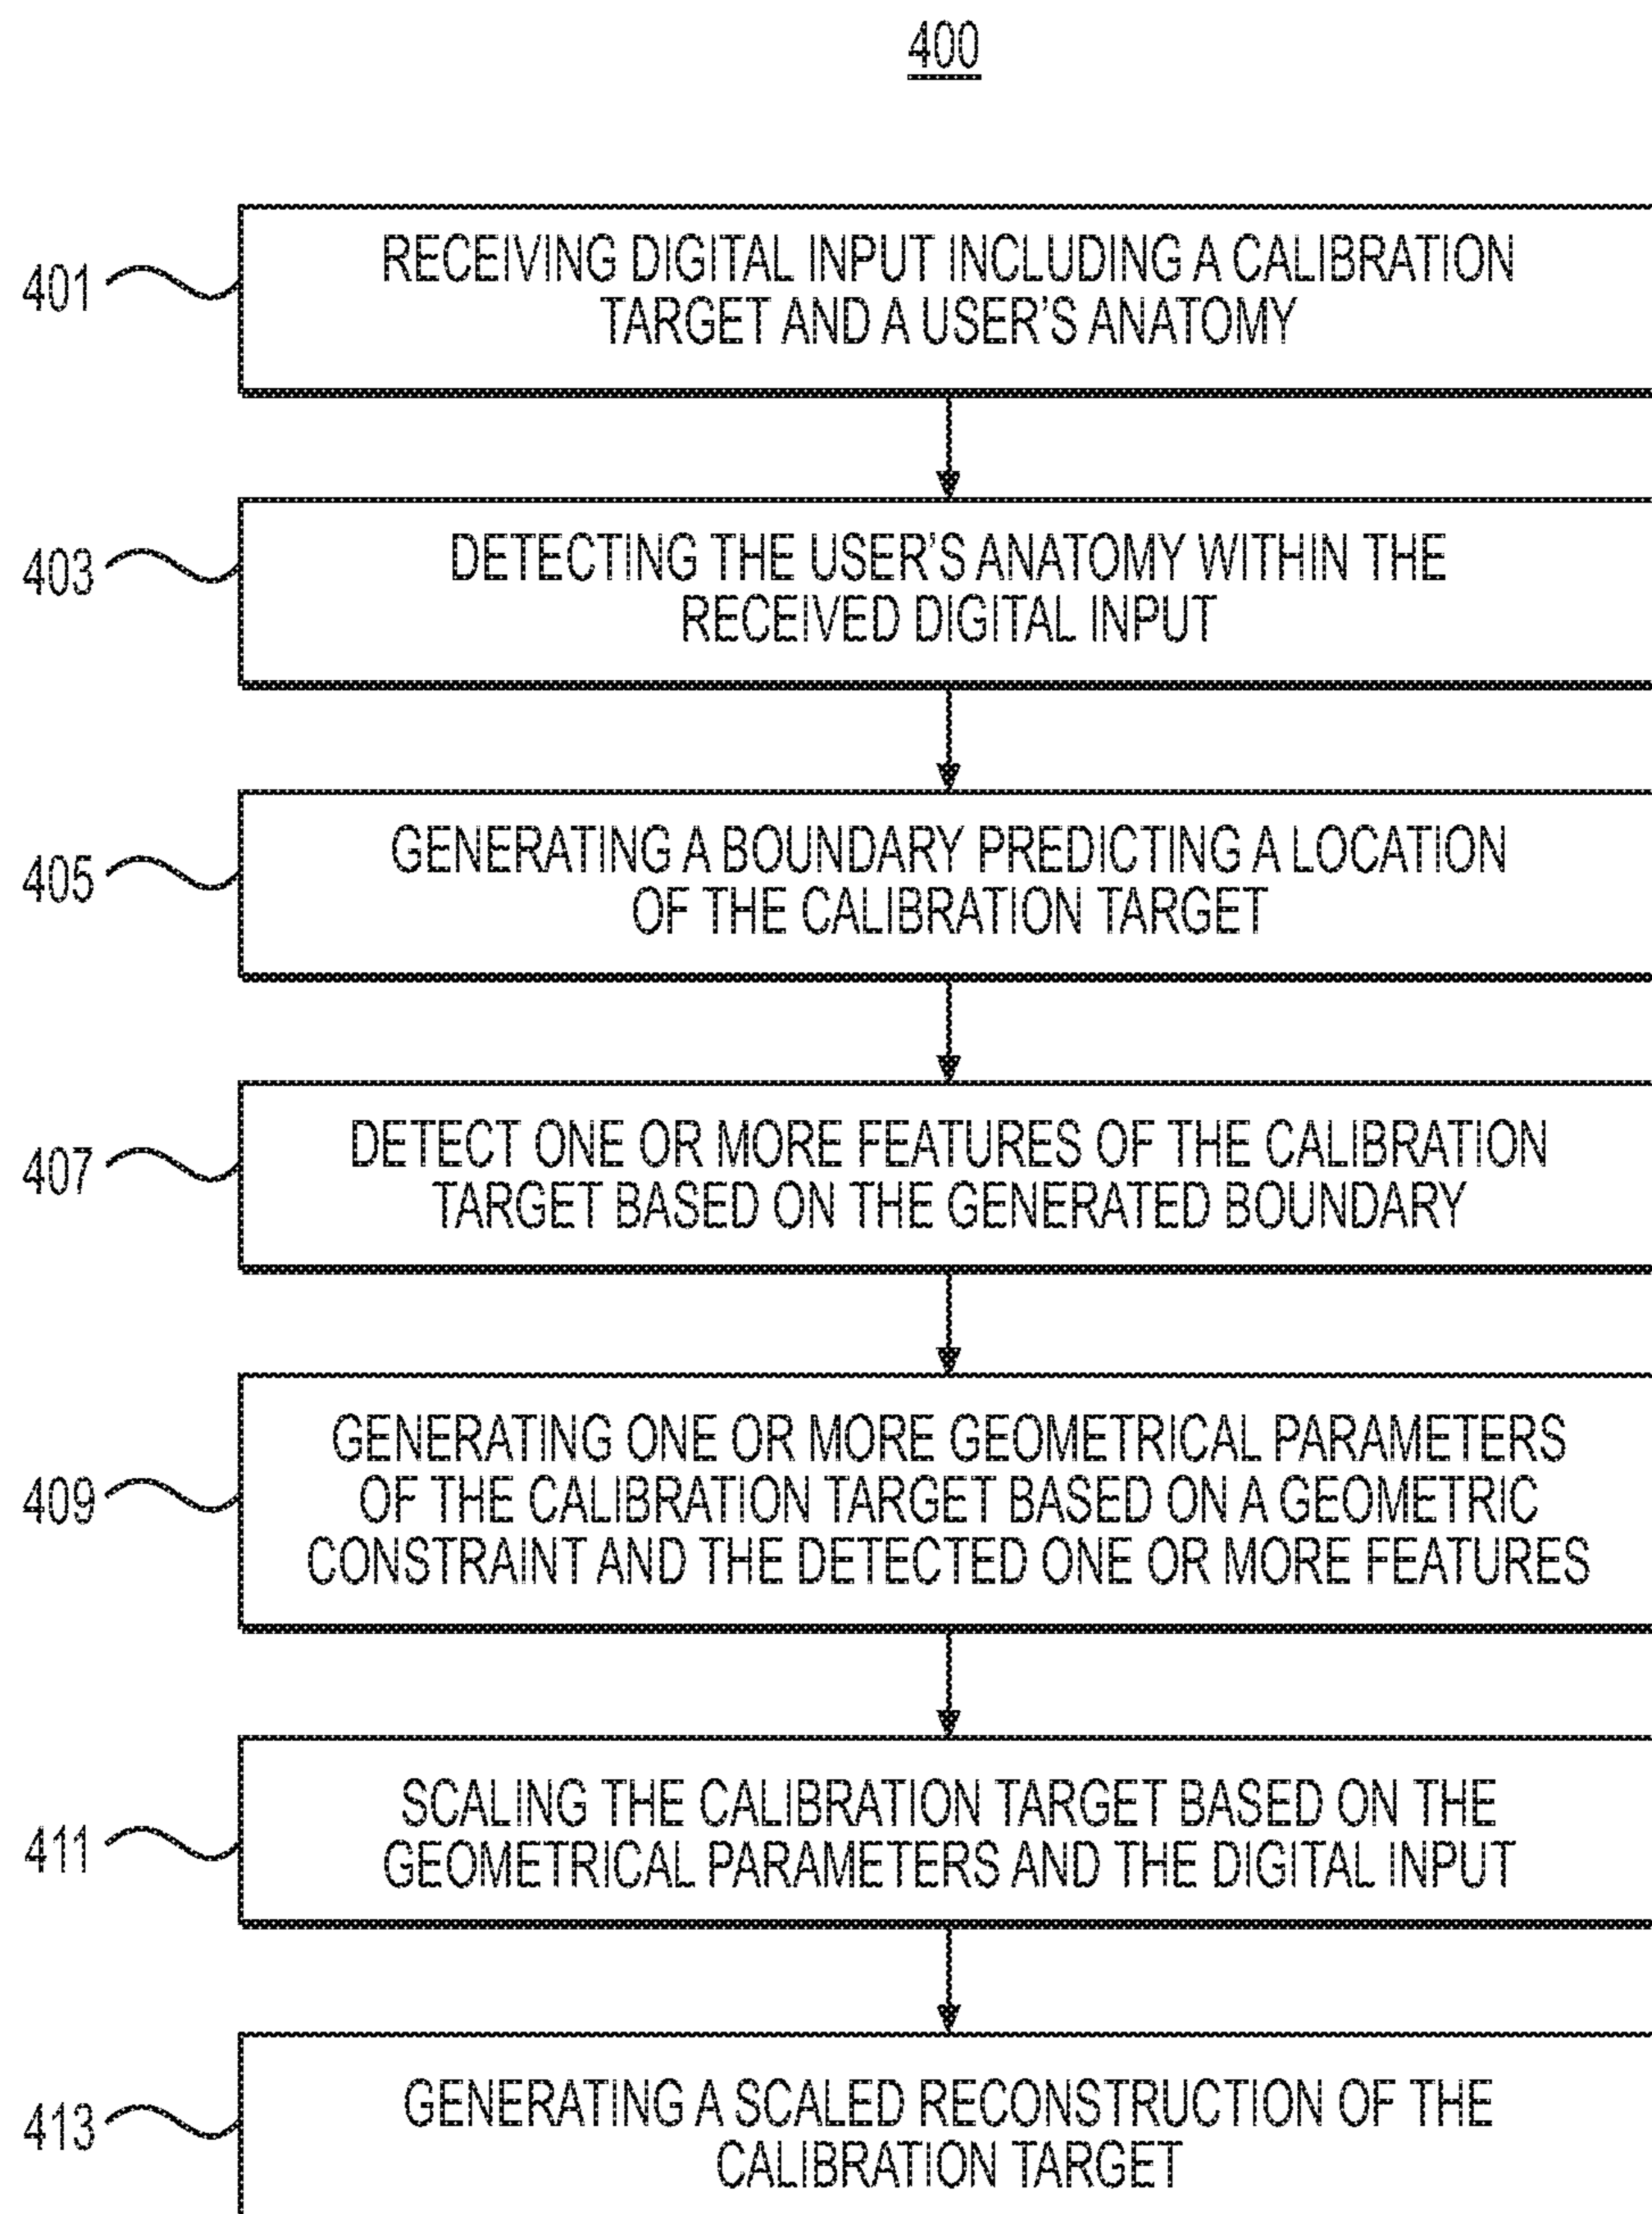 400
401
RECEIVING DIGITAL INPUT INCLUDING A CALIBRATION
TARGET AND A USER'S ANATOMY
403
DETECTING THE USER'S ANATOMY WITHIN THE
RECEIVED DIGITAL INPUT
405
GENERATING A BOUNDARY PREDICTING A LOCATION
OF THE CALIBRATION TARGET
407
DETECT ONE OR MORE FEATURES OF THE CALIBRATION
TARGET BASED ON THE GENERATED BOUNDARY
409
GENERATING ONE OR MORE GEOMETRICAL PARAMETERS
OF THE CALIBRATION TARGET BASED ON A GEOMETRIC
CONSTRAINT AND THE DETECTED ONE OR MORE FEATURES
411
SCALING THE CALIBRATION TARGET BASED ON THE
GEOMETRICAL PARAMETERS AND THE DIGITAL INPUT
413
GENERATING A SCALED RECONSTRUCTION OF THE
CALIBRATION TARGET